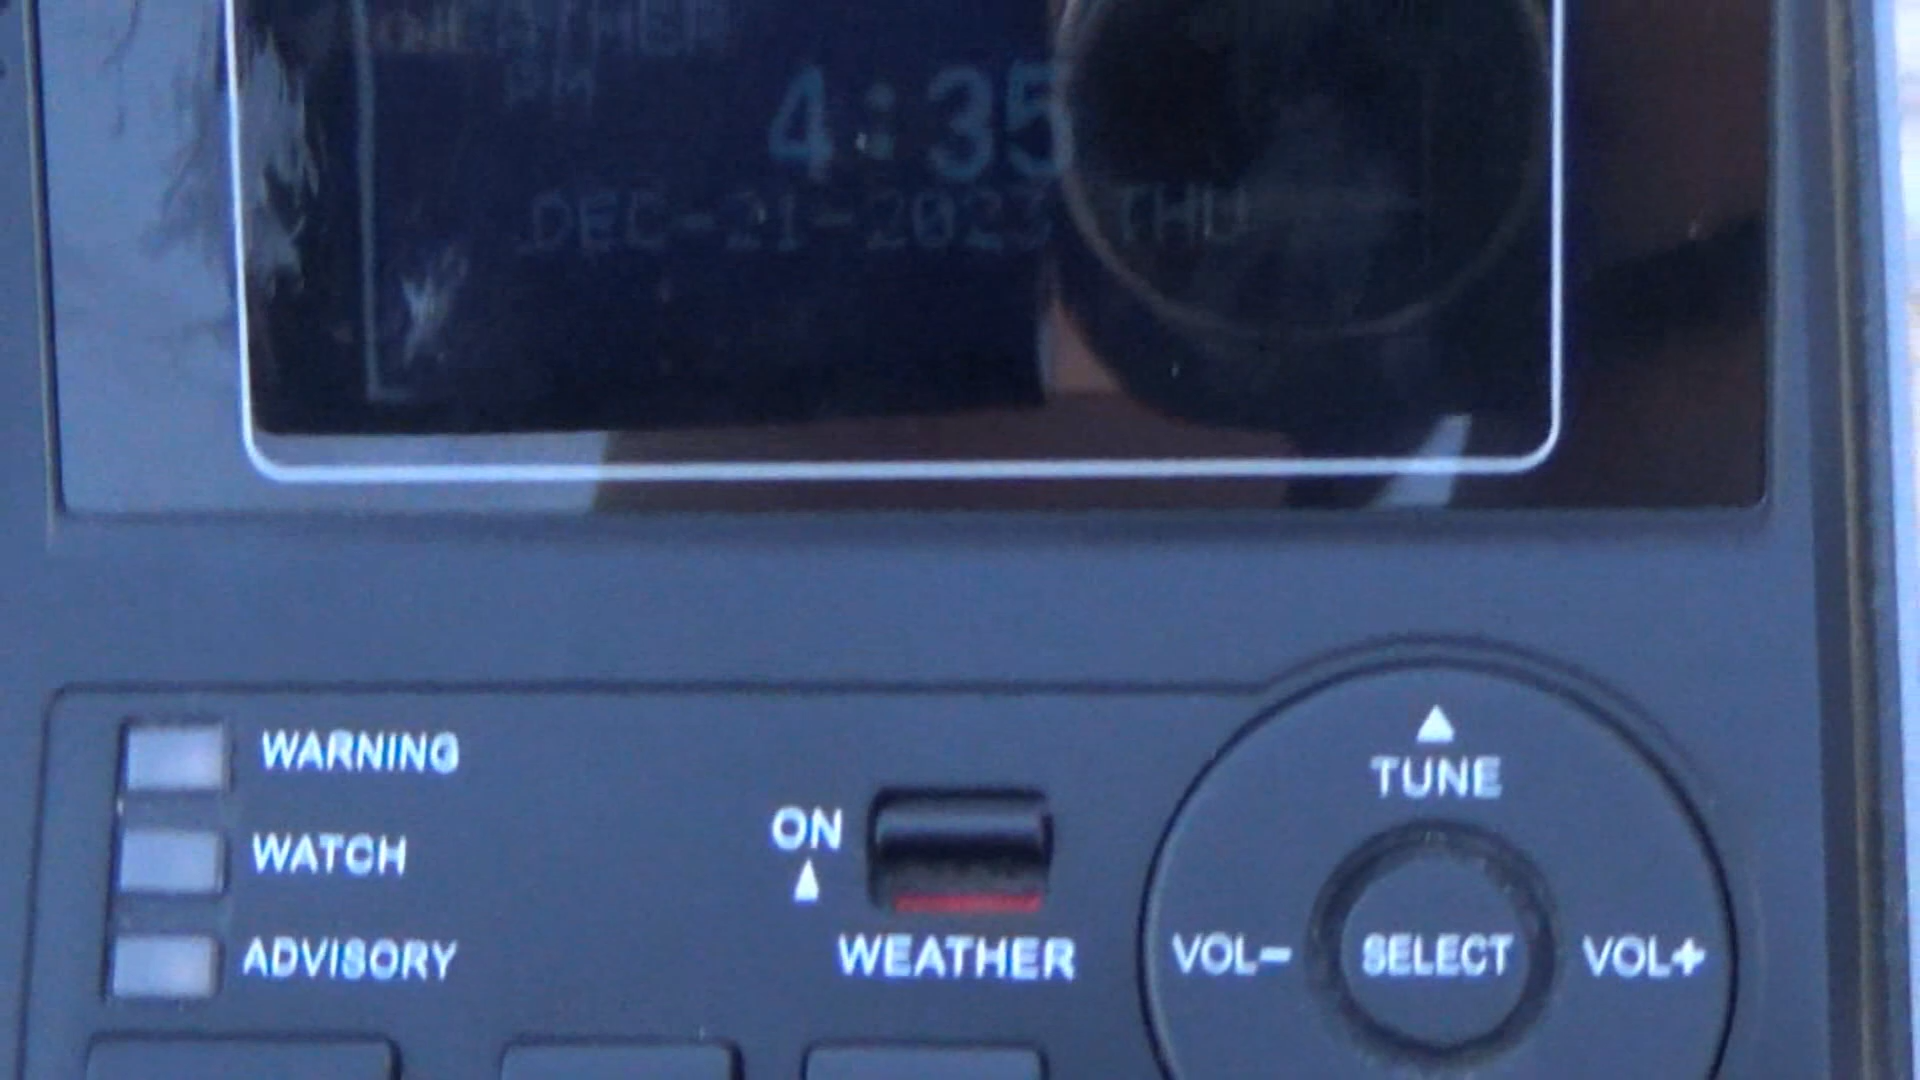 PM
4:35
DEC-21-2023 THU
WARNING
WATCH
ADVISORY
ON
WEATHER
TUNE
VOL-
SELECT
VOL+